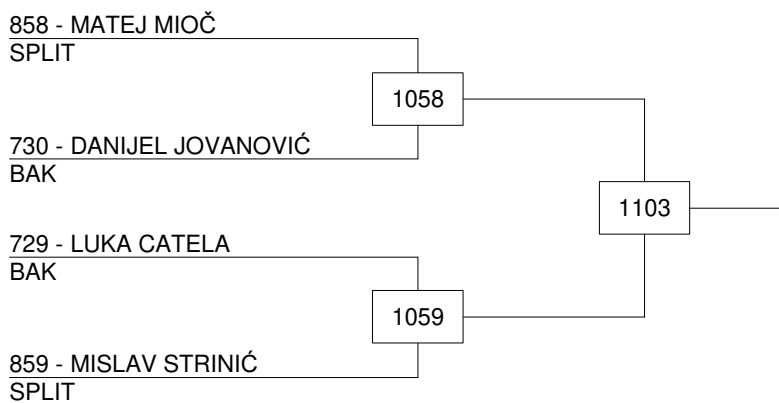 858 - MATEJ MIOČ
SPLIT
1058
730 - DANIJEL JOVANOVIĆ
BAK
1103
729 - LUKA CATELA
BAK
1059
859 - MISLAV STRINIĆ
SPLIT